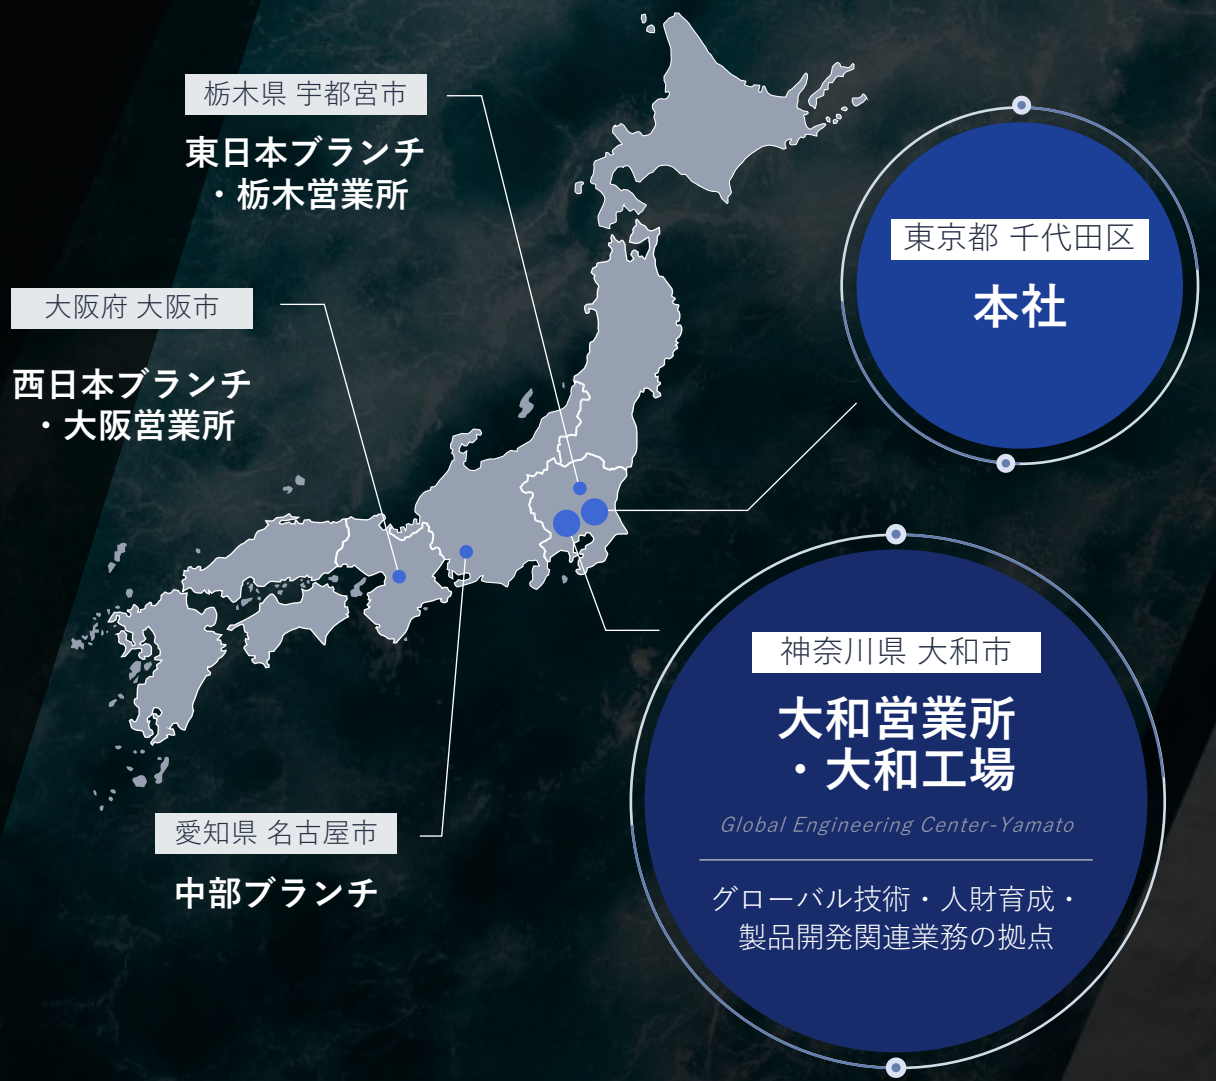 栃木県 宇都宮市
東日本ブランチ
・栃木営業所
大阪府 大阪市
西日本ブランチ
・大阪営業所
愛知県 名古屋市
中部ブランチ
東京都 千代田区
本社
神奈川県 大和市
大和営業所
・大和工場
Global Engineering Center-Yamato
グローバル技術・人財育成・
製品開発関連業務の拠点